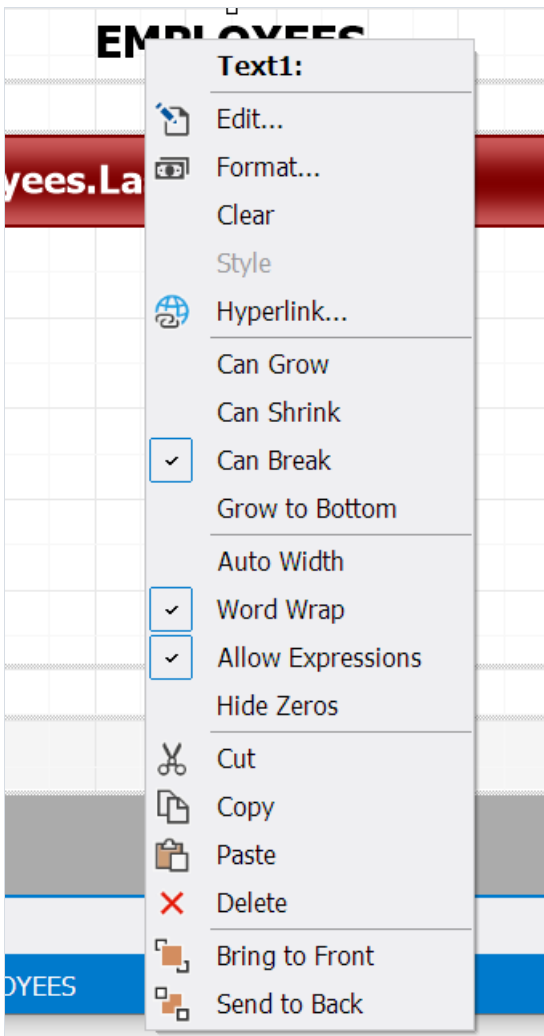 EMPLOYEES
Text1:
Edit...
Format...
yees.La
Clear
Style
Hyperlink...
Can Grow
Can Shrink
Can Break
Grow to Bottom
Auto Width
Word Wrap
Allow Expressions
Hide Zeros
Cut
Copy
Paste
Delete
Bring to Front
OYEES
Send to Back